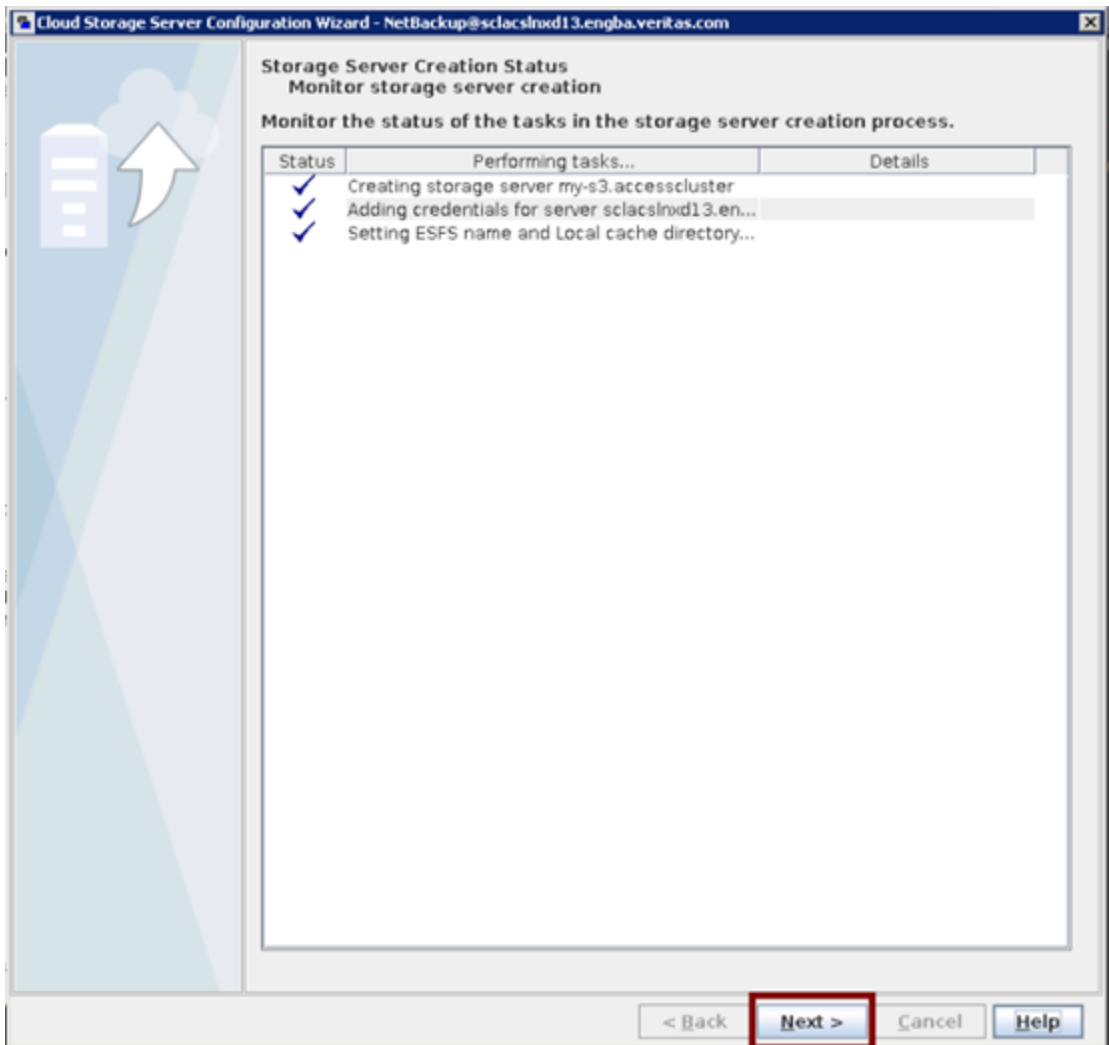 Cloud Storage Server Configuration Wizard - NetBackup@sclacslnxd13.engba.veritas.com
Storage Server Creation Status
Monitor storage server creation
Monitor the status of the tasks in the storage server creation process.
Status Performing tasks... Details
Creating storage server my-s3.accesscluster
Adding credentials for server sclacslnxd13.en...
Setting ESFS name and Local cache directory...
< Back Next > Cancel Help